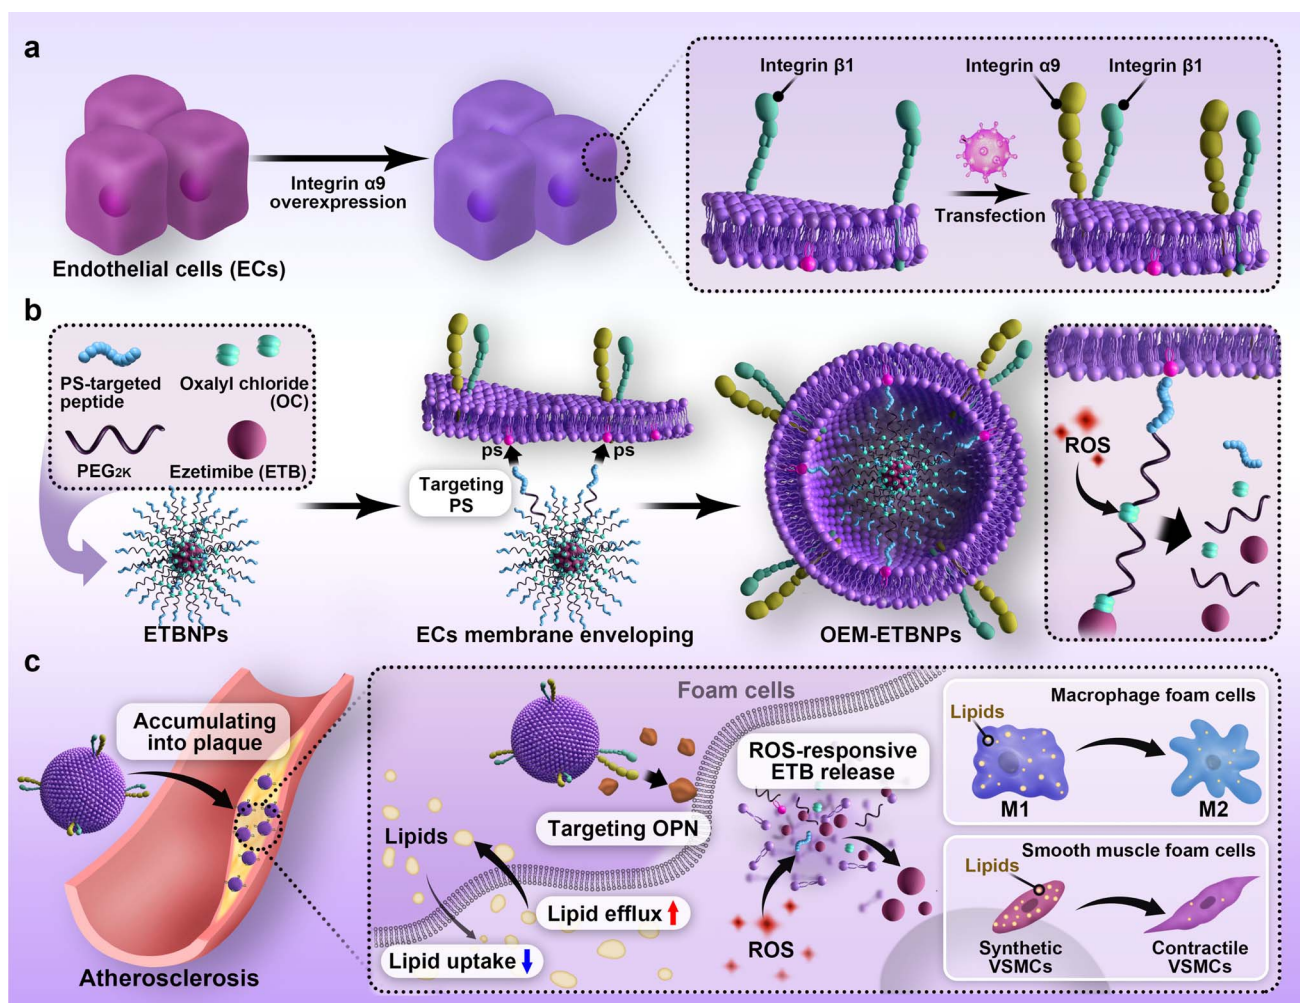 a
Integrin β1
Integrin α9
Integrin β1
Integrin α9
overexpression
Transfection
Endothelial cells (ECs)
b
PS-targeted
peptide
Oxalyl chloride
(OC)
PEG2K
Ezetimibe (ETB)
ETBNPs
ps
ps
Targeting
PS
ECs membrane enveloping
OEM-ETBNPs
ROS
c
Accumulating
into plaque
Atherosclerosis
Foam cells
Targeting OPN
ROS-responsive
ETB release
Lipids
Lipid efflux
Lipid uptake
ROS
Macrophage foam cells
Lipids
M1
M2
Smooth muscle foam cells
Lipids
Synthetic
VSMCs
Contractile
VSMCs